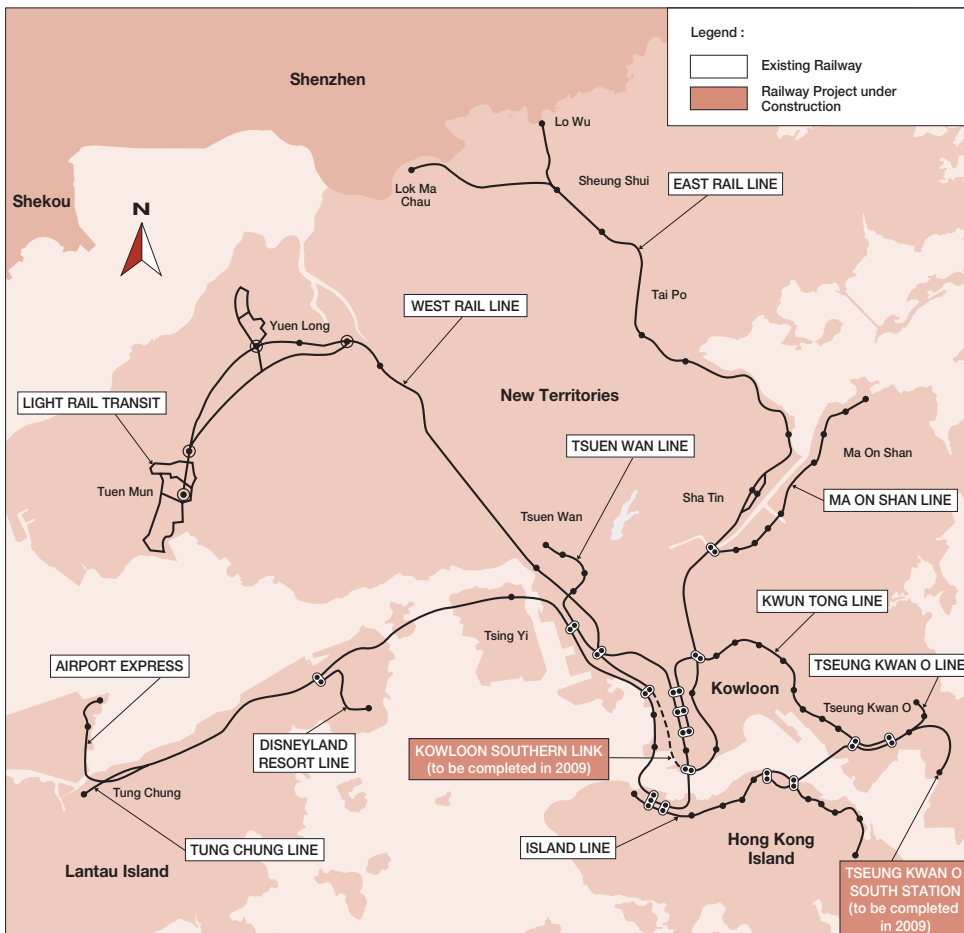 Legend :
Existing Railway
Railway Project under
Construction
Shenzhen
Lo Wu
Sheung Shui
Lok Ma
Chau
EAST RAIL LINE
Shekou
N
Tai Po
WEST RAIL LINE
Yuen Long
New Territories
LIGHT RAIL TRANSIT
TSUEN WAN LINE
Ma On Shan
Tuen Mun
Sha Tin
MA ON SHAN LINE
Tsuen Wan
KWUN TONG LINE
Tsing Yi
AIRPORT EXPRESS
TSEUNG KWAN O LINE
Kowloon
Tseung Kwan O
DISNEYLAND
RESORT LINE
KOWLOON SOUTHERN LINK
(to be completed in 2009)
Tung Chung
TUNG CHUNG LINE
ISLAND LINE
Hong Kong
Island
Lantau Island
TSEUNG KWAN O
SOUTH STATION
(to be completed
in 2009)